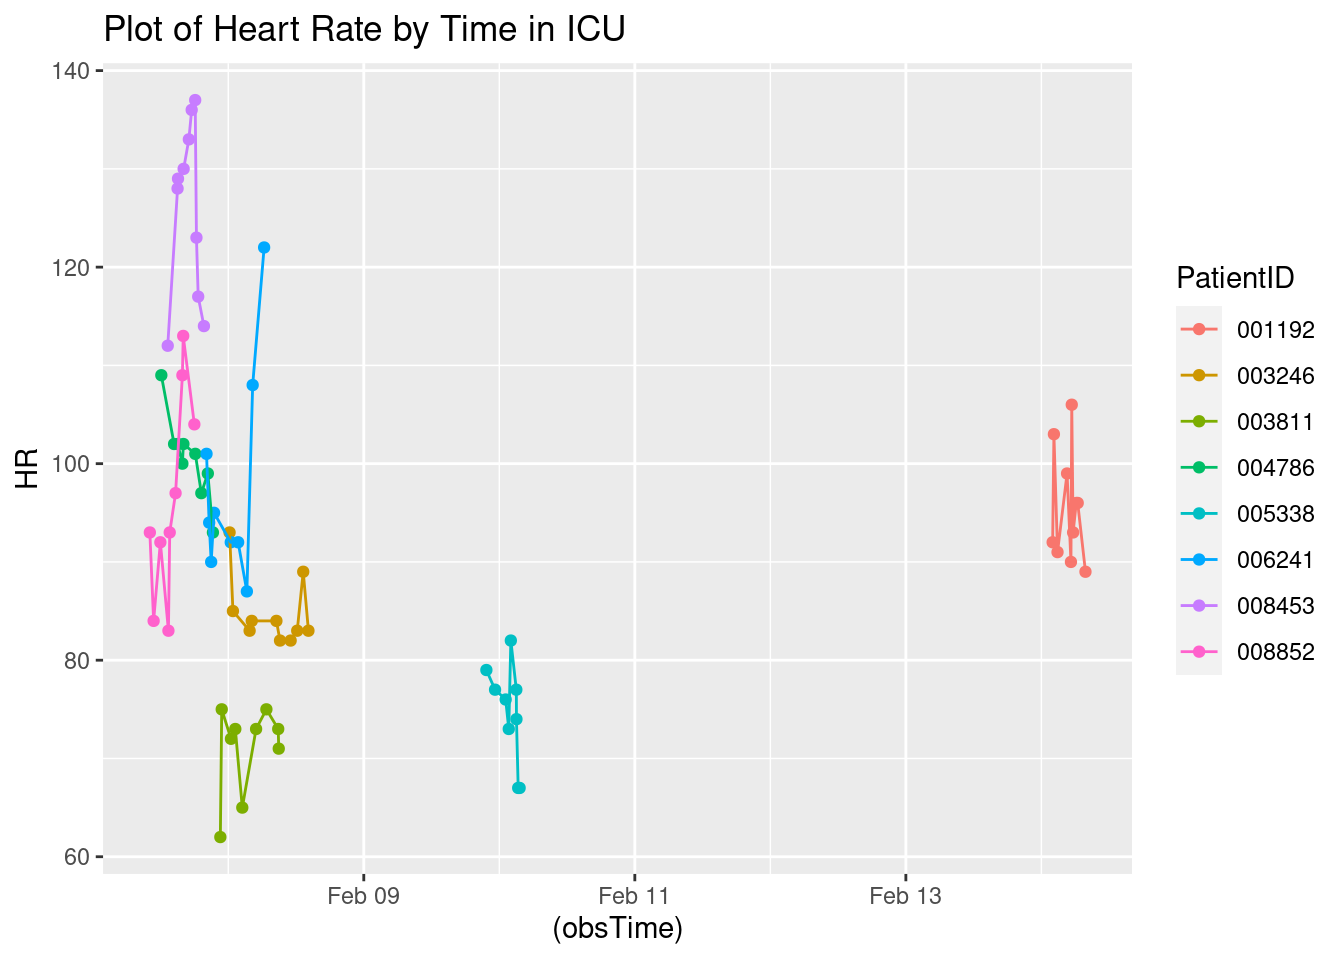 Plot of Heart Rate by Time in ICU
140
120
100
80
60
HR
Feb 09
Feb 11
Feb 13
(obsTime)
PatientID
001192
003246
003811
004786
005338
006241
008453
008852